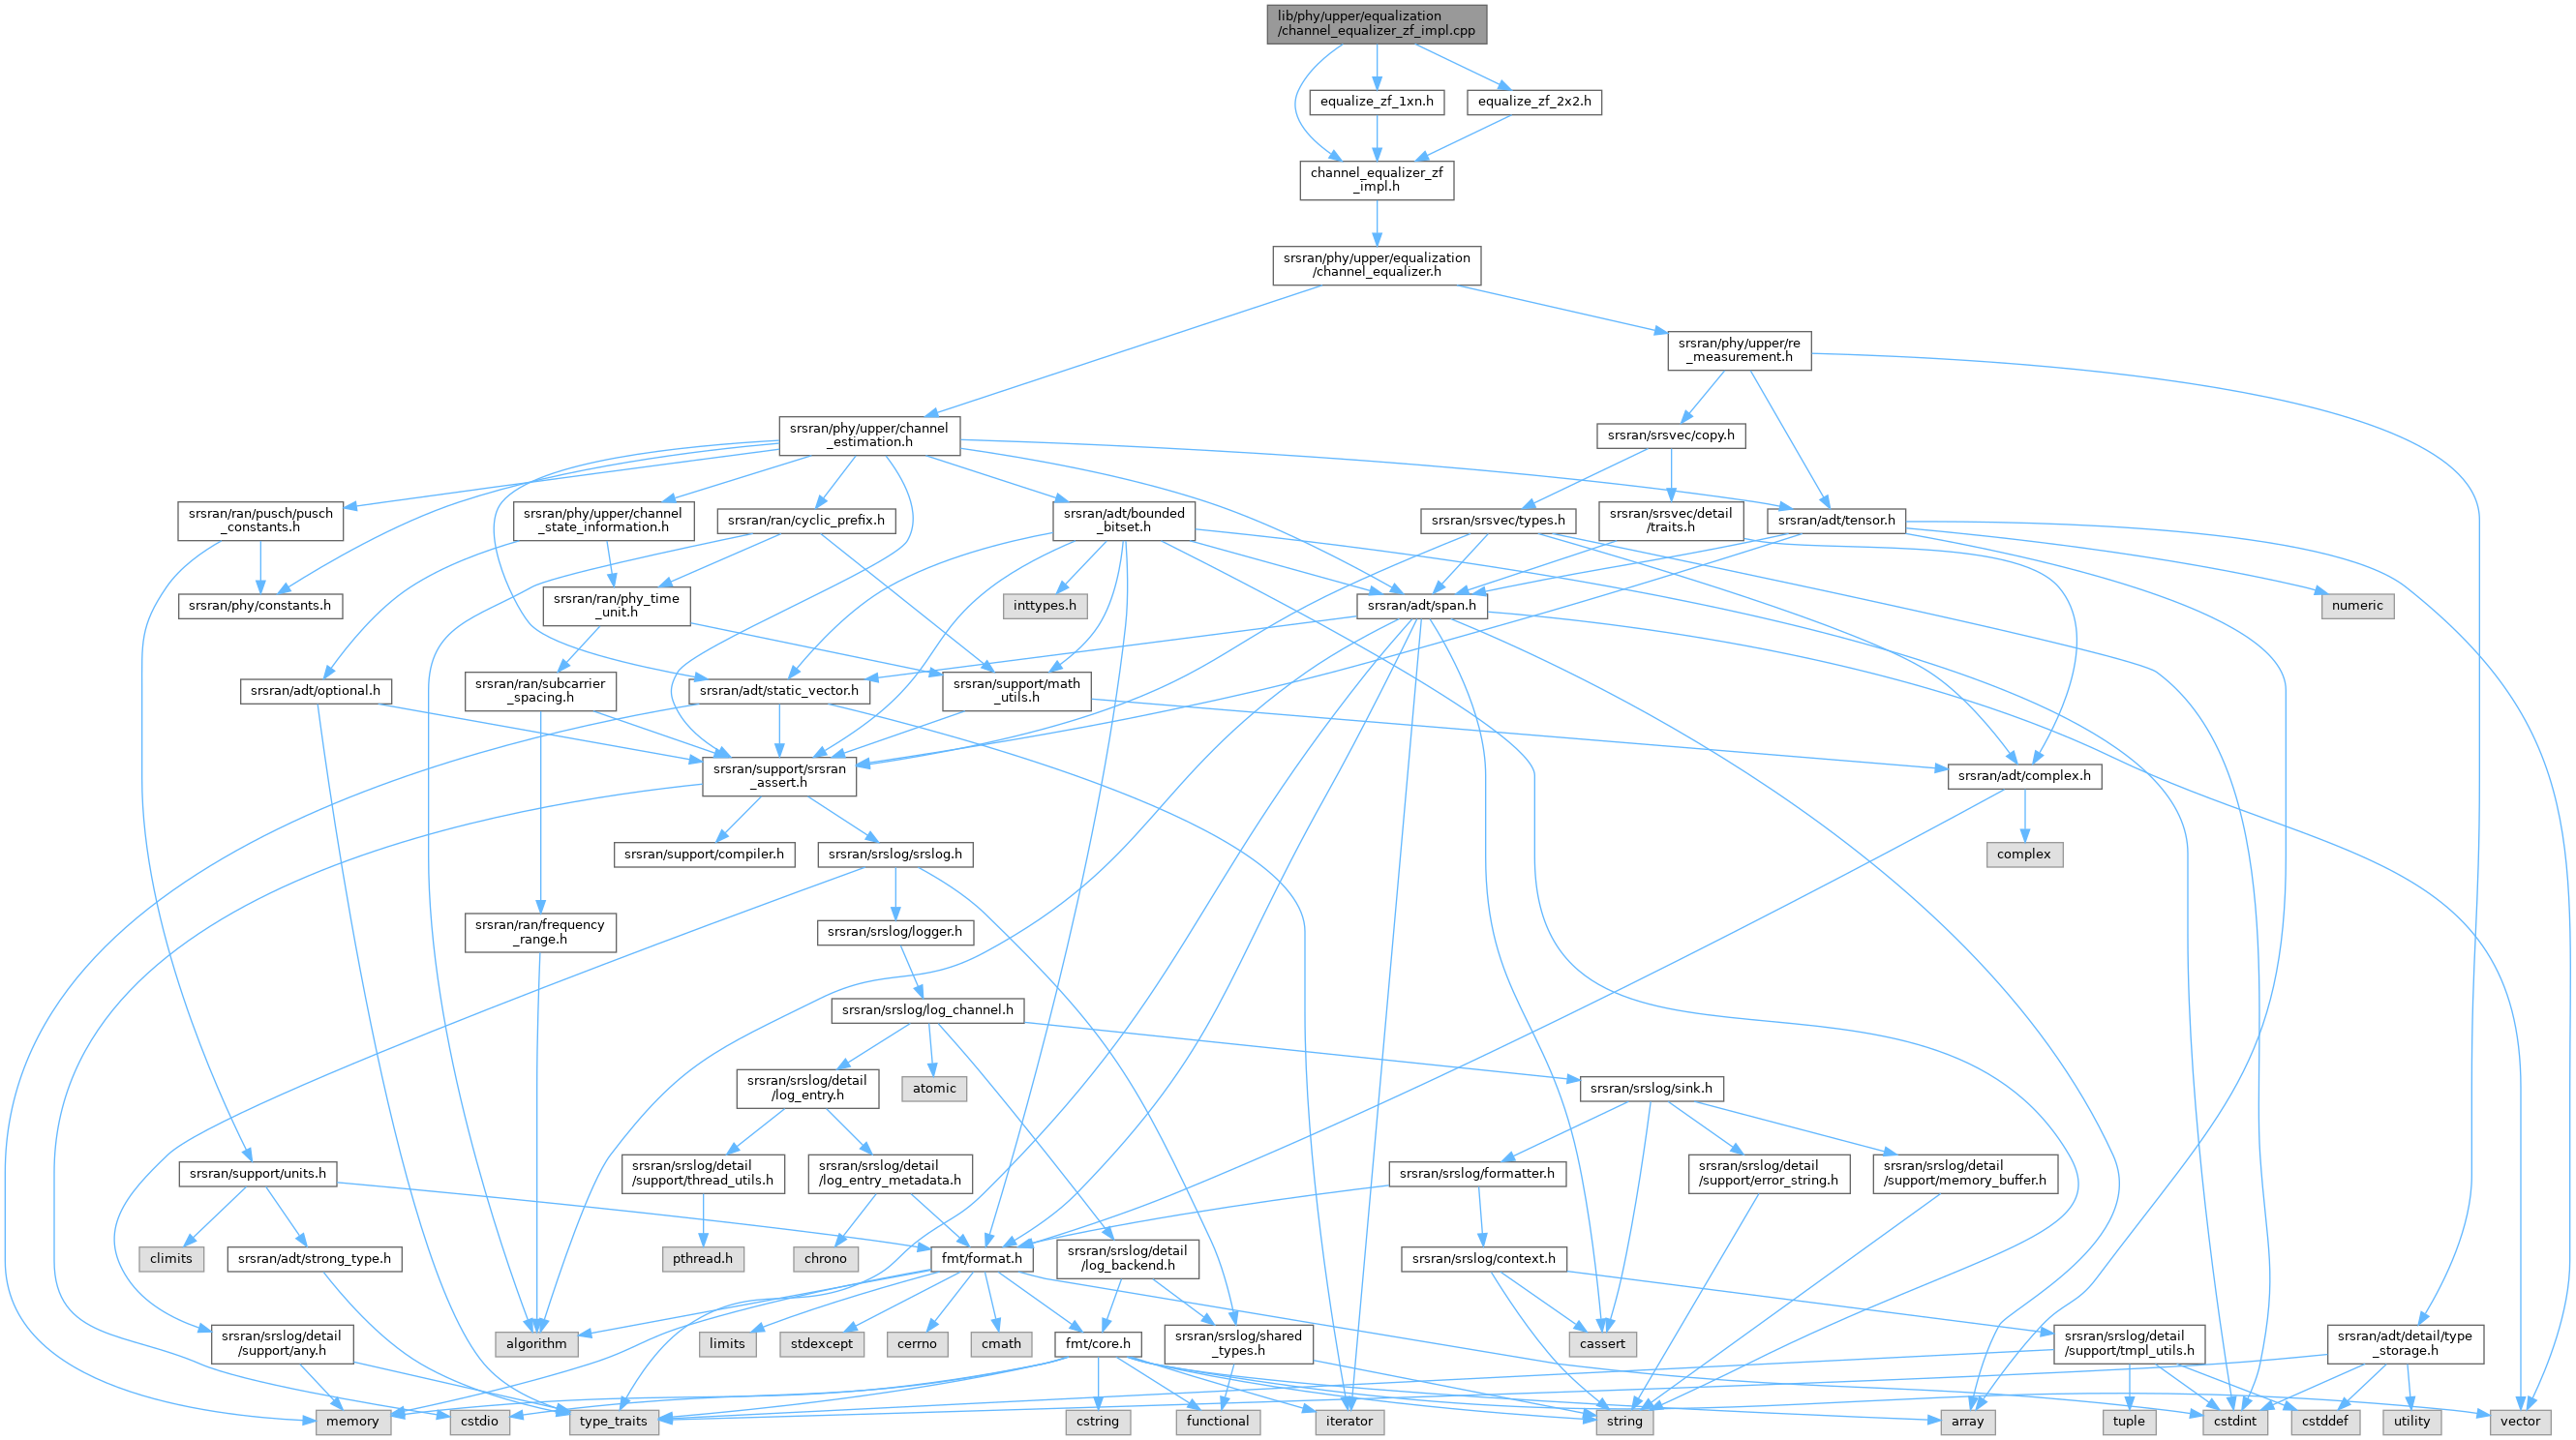 lib/phy/upper/equalization
/channel_equalizer_zf_impl.cpp
equalize_zf_1xn.h
equalize_zf_2x2.h
channel_equalizer_zf
_impl.h
srsran/phy/upper/equalization
/channel_equalizer.h
srsran/phy/upper/re
_measurement.h
srsran/phy/upper/channel
_estimation.h
srsran/srsvec/copy.h
srsran/ran/pusch/pusch
_constants.h
srsran/phy/upper/channel
_state_information.h
srsran/ran/cyclic_prefix.h
srsran/adt/bounded
_bitset.h
srsran/srsvec/types.h
srsran/srsvec/detail
/traits.h
srsran/adt/tensor.h
srsran/phy/constants.h
srsran/ran/phy_time
_unit.h
inttypes.h
srsran/adt/span.h
numeric
srsran/adt/optional.h
srsran/ran/subcarrier
_spacing.h
srsran/adt/static_vector.h
srsran/support/math
_utils.h
srsran/support/srsran
_assert.h
srsran/adt/complex.h
srsran/support/compiler.h
srsran/srslog/srslog.h
complex
srsran/ran/frequency
_range.h
srsran/srslog/logger.h
srsran/srslog/log_channel.h
srsran/srslog/detail
/log_entry.h
atomic
srsran/srslog/sink.h
srsran/support/units.h
srsran/srslog/detail
/support/thread_utils.h
srsran/srslog/detail
/log_entry_metadata.h
srsran/srslog/formatter.h
srsran/srslog/detail
/support/error_string.h
srsran/srslog/detail
/support/memory_buffer.h
climits
srsran/adt/strong_type.h
pthread.h
chrono
fmt/format.h
srsran/srslog/detail
/log_backend.h
srsran/srslog/context.h
srsran/srslog/detail
/support/any.h
algorithm
limits
stdexcept
cerrno
cmath
fmt/core.h
srsran/srslog/shared
_types.h
cassert
srsran/srslog/detail
/support/tmpl_utils.h
srsran/adt/detail/type
_storage.h
memory
cstdio
type_traits
cstring
functional
iterator
string
array
tuple
cstdint
cstddef
utility
vector